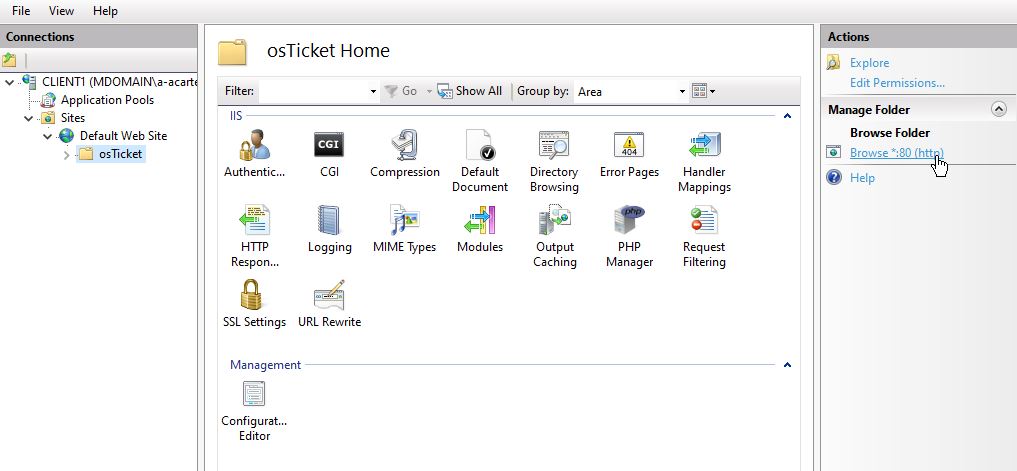 File View Help
Connections
CLIENT1 (MDOMAIN\a-acarte
Application Pools
Sites
Default Web Site
osTicket
osTicket Home
Filter: Go Show All Group by: Area
IIS
Authentic... CGI Compression Default Document Directory Browsing Error Pages Handler Mappings
HTTP Respon... Logging MIME Types Modules Output Caching PHP Manager Request Filtering
SSL Settings URL Rewrite
Management
Configurat... Editor
Actions
Explore
Edit Permissions...
Manage Folder
Browse Folder
Browse *:80 (http)
Help